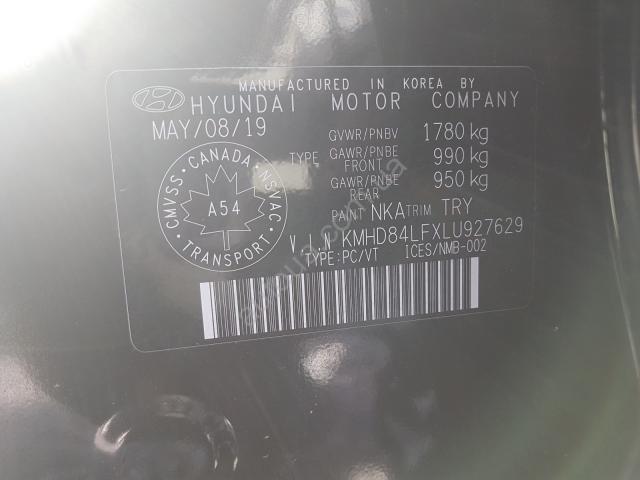 MANUFACTURED IN KOREA BY
HYUNDAI MOTOR COMPANY
MAY/08/19
GVWR/PNBV 1780 kg
TYPE GAWR/PNBE FRONT 990 kg
GAWR/PNBE REAR 950 kg
PAINT NKA TRIM TRY
CANADA NSVAC TRANSPORT CMVSS
A54
V.I.N KMHD84LFXLU927629
TYPE:PC/VT ICES/NMB-002